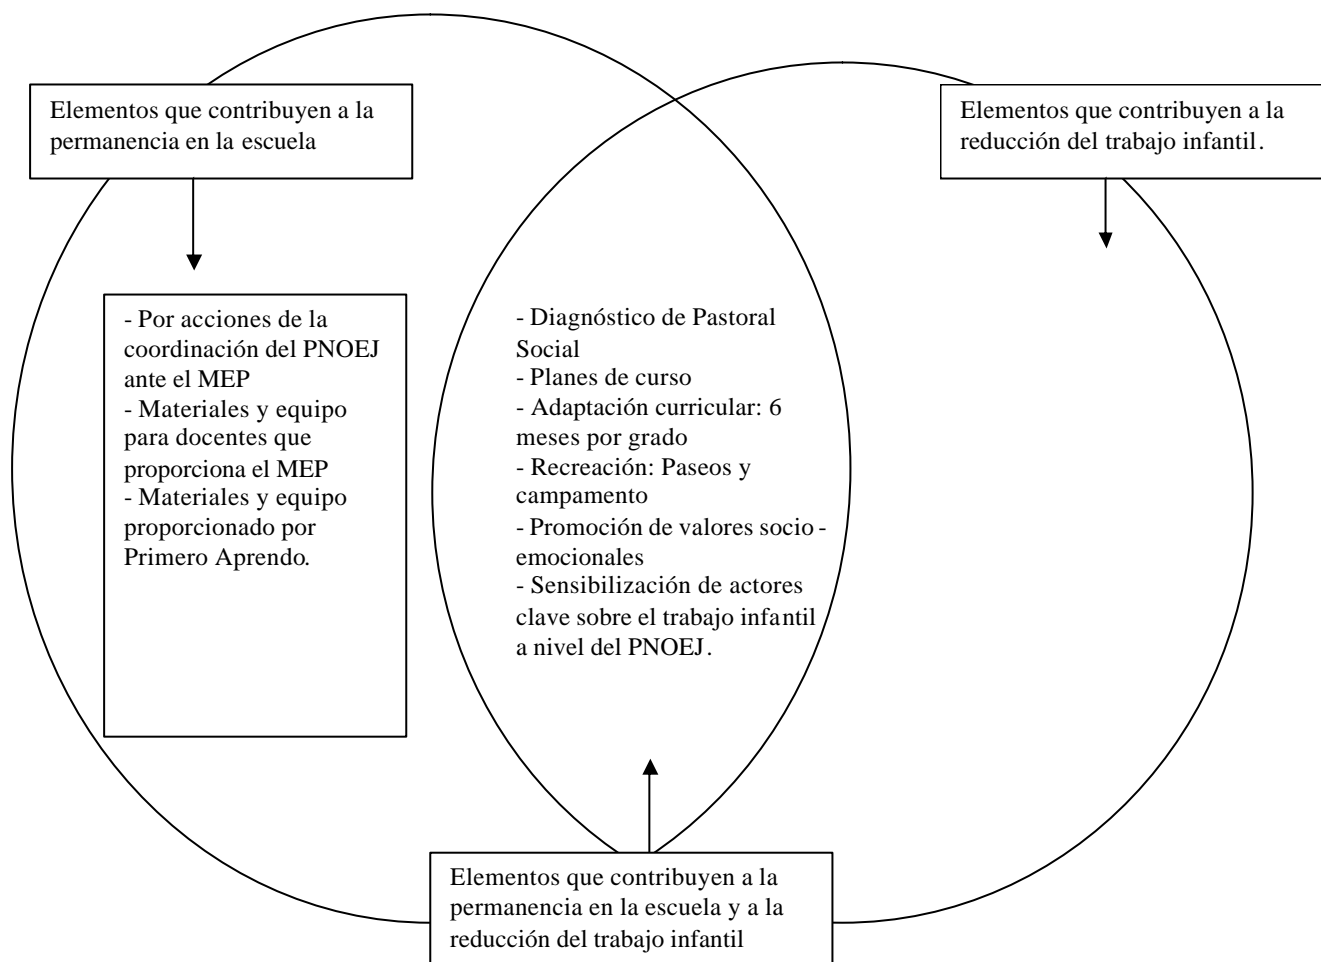 Elementos que contribuyen a la
permanencia en la escuela
Elementos que contribuyen a la
reducción del trabajo infantil.
- Por acciones de la
coordinación del PNOEJ
ante el MEP
- Materiales y equipo
para docentes que
proporciona el MEP
- Materiales y equipo
proporcionado por
Primero Aprendo.
- Diagnóstico de Pastoral
Social
- Planes de curso
- Adaptación curricular: 6
meses por grado
- Recreación: Paseos y
campamento
- Promoción de valores socio-
emocionales
- Sensibilización de actores
clave sobre el trabajo infantil
a nivel del PNOEJ.
Elementos que contribuyen a la
permanencia en la escuela y a la
reducción del trabajo infantil